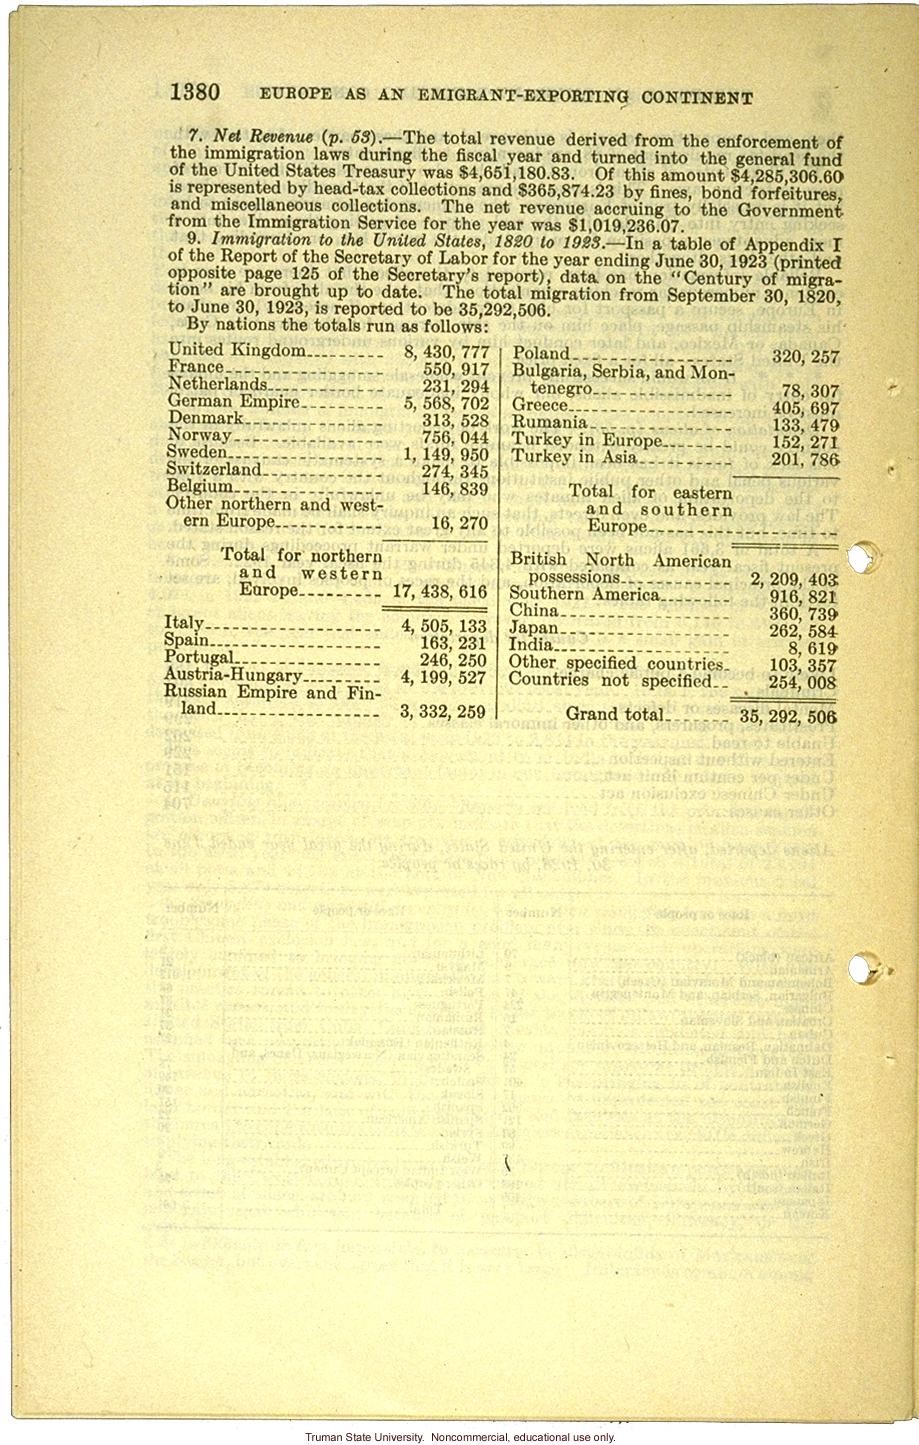 1380 EUROPE AS AN EMIGRANT-EXPORTING CONTINENT
7. Net Revenue (p. 53).—The total revenue derived from the enforcement of
the immigration laws during the fiscal year and turned into the general fund
of the United States Treasury was $4,651,180.83. Of this amount $4,285,306.60
is represented by head-tax collections and $365,874.23 by fines, bond forfeitures,
and miscellaneous collections. The net revenue accruing to the Government
from the Immigration Service for the year was $1,019,236.07.
9. Immigration to the United States, 1820 to 1923.—In a table of Appendix I
of the Report of the Secretary of Labor for the year ending June 30, 1923 (printed
opposite page 125 of the Secretary's report), data on the "Century of migra-
tion" are brought up to date. The total migration from September 30, 1820,
to June 30, 1923, is reported to be 35,292,506.
By nations the totals run as follows:
United Kingdom 8, 430, 777
France 550, 917
Netherlands 231, 294
German Empire 5, 568, 702
Denmark 313, 528
Norway 756, 044
Sweden 1, 149, 950
Switzerland 274, 345
Belgium 146, 839
Other northern and west-
ern Europe 16, 270
Total for northern
and western
Europe 17, 438, 616
Italy 4, 505, 133
Spain 163, 231
Portugal 246, 250
Austria-Hungary 4, 199, 527
Russian Empire and Fin-
land 3, 332, 259
Poland 320, 257
Bulgaria, Serbia, and Mon-
tenegro 78, 307
Greece 405, 697
Rumania 133, 479
Turkey in Europe 152, 271
Turkey in Asia 201, 786
Total for eastern
and southern
Europe
British North American
possessions 2, 209, 403
Southern America 916, 821
China 360, 739
Japan 262, 584
India 8, 619
Other specified countries 103, 357
Countries not specified 254, 008
Grand total 35, 292, 506
Truman State University. Noncommercial, educational use only.